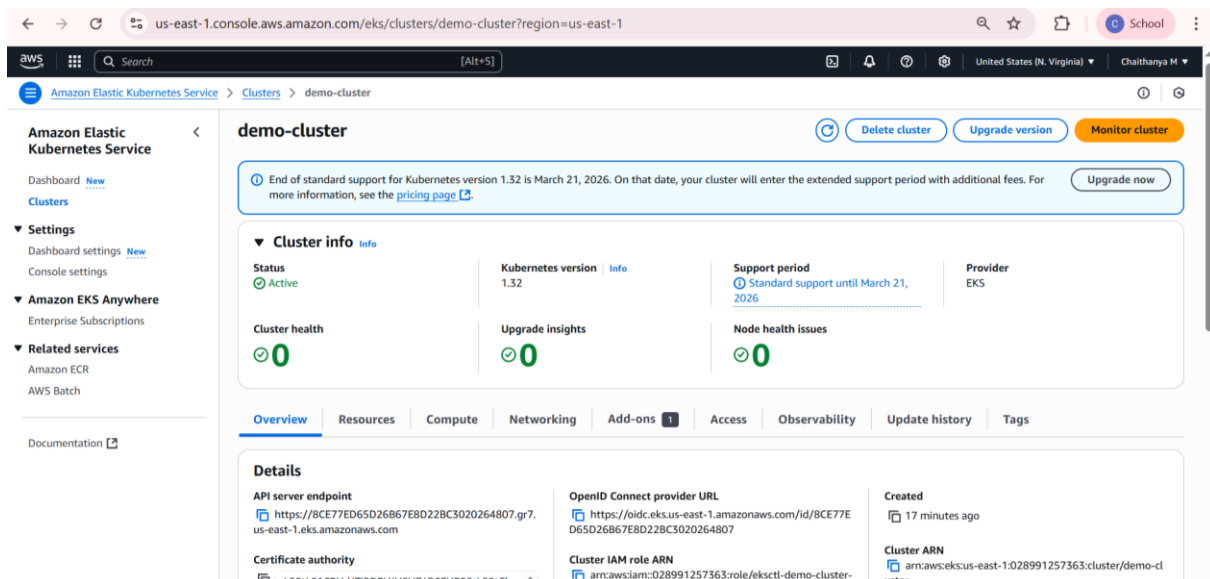 us-east-1.console.aws.amazon.com/eks/clusters/demo-cluster?region=us-east-1
C School
aws
Search [Alt+S]
United States (N. Virginia) Chaithanya M
Amazon Elastic Kubernetes Service > Clusters > demo-cluster
Amazon Elastic
Kubernetes Service
Dashboard New
Clusters
Settings
Dashboard settings New
Console settings
Amazon EKS Anywhere
Enterprise Subscriptions
Related services
Amazon ECR
AWS Batch
Documentation
demo-cluster
Delete cluster
Upgrade version
Monitor cluster
End of standard support for Kubernetes version 1.32 is March 21, 2026. On that date, your cluster will enter the extended support period with additional fees. For
more information, see the pricing page.
Upgrade now
Cluster info Info
Status
Active
Kubernetes version Info
1.32
Support period
Standard support until March 21,
2026
Provider
EKS
Cluster health
0
Upgrade insights
0
Node health issues
0
Overview Resources Compute Networking Add-ons 1 Access Observability Update history Tags
Details
API server endpoint
https://8CE77ED65D26B67E8D22BC3020264807.gr7.
us-east-1.eks.amazonaws.com
Certificate authority
OpenID Connect provider URL
https://oidc.eks.us-east-1.amazonaws.com/id/8CE77E
D65D26B67E8D22BC3020264807
Cluster IAM role ARN
arn:aws:iam::028991257363:role/eksctl-demo-cluster-
Created
17 minutes ago
Cluster ARN
arn:aws:eks:us-east-1:028991257363:cluster/demo-cl